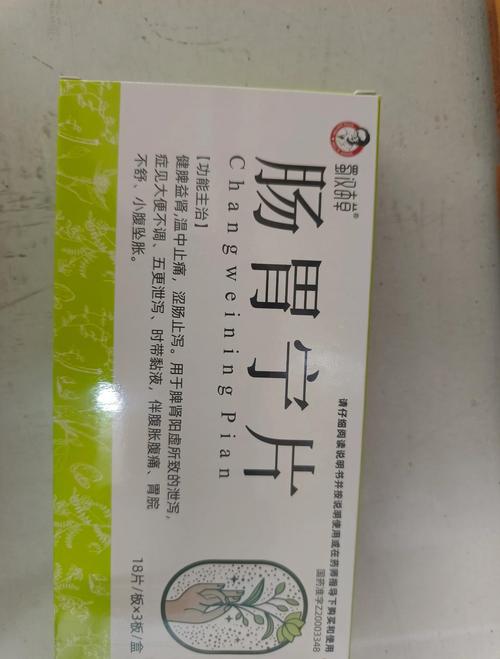 蜀汉本草®
肠胃宁片
Changweining Pian
【功能主治】
健脾益肾,温中止痛，涩肠止泻。用于脾肾阳虚所致的泄泻,
症见大便不调、五更泄泻、时带黏液，伴腹胀腹痛、胃脘
不舒、小腹坠胀。
请仔细阅读说明书并按说明使用或在药师指导下购买和使用
国药准字Z20003348
18片/板×3板/盒